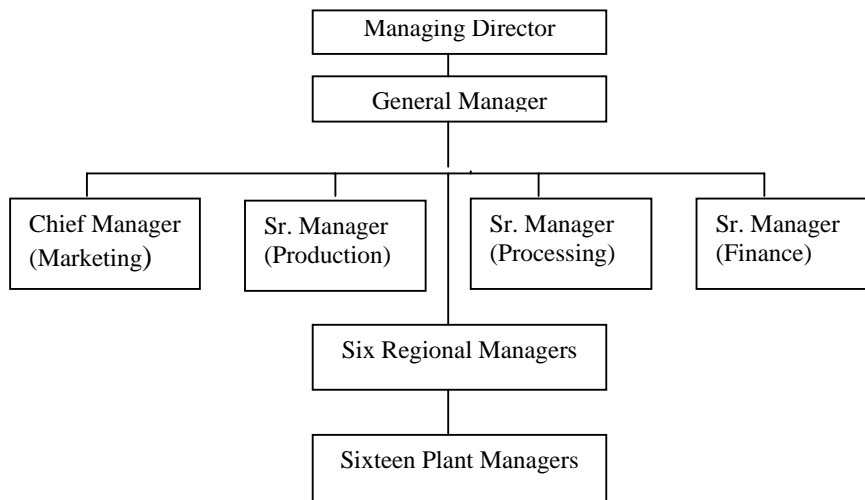 Managing Director
General Manager
Chief Manager
(Marketing)
Sr. Manager
(Production)
Sr. Manager
(Processing)
Sr. Manager
(Finance)
Six Regional Managers
Sixteen Plant Managers